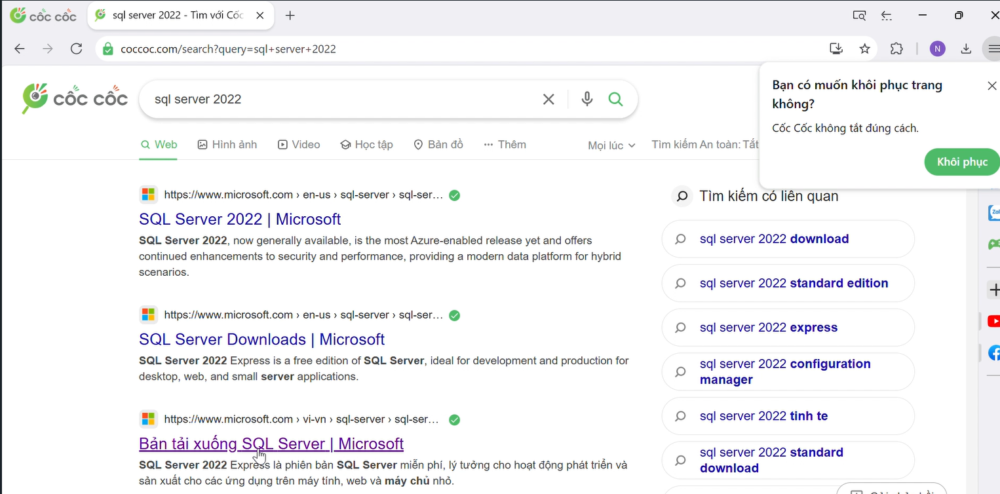 cốc cốc
sql server 2022 - Tìm với Cốc
coccoc.com/search?query=sql+server+2022
N
Bạn có muốn khôi phục trang
không?
Cốc Cốc không tắt đúng cách.
Khôi phục
cốc cốc
sql server 2022
Web
Hình ảnh
Video
Học tập
Bản đồ
Thêm
Mọi lúc
Tìm kiếm An toàn: Tắt
https://www.microsoft.com › en-us › sql-server › sql-ser…
SQL Server 2022 | Microsoft
SQL Server 2022, now generally available, is the most Azure-enabled release yet and offers
continued enhancements to security and performance, providing a modern data platform for hybrid
scenarios.
https://www.microsoft.com › en-us › sql-server › sql-ser…
SQL Server Downloads | Microsoft
SQL Server 2022 Express is a free edition of SQL Server, ideal for development and production for
desktop, web, and small server applications.
https://www.microsoft.com › vi-vn › sql-server › sql-ser…
Bản tải xuống SQL Server | Microsoft
SQL Server 2022 Express là phiên bản SQL Server miễn phí, lý tưởng cho hoạt động phát triển và
sản xuất cho các ứng dụng trên máy tính, web và máy chủ nhỏ.
Tìm kiếm có liên quan
sql server 2022 download
sql server 2022 standard edition
sql server 2022 express
sql server 2022 configuration
manager
sql server 2022 tinh te
sql server 2022 standard
download